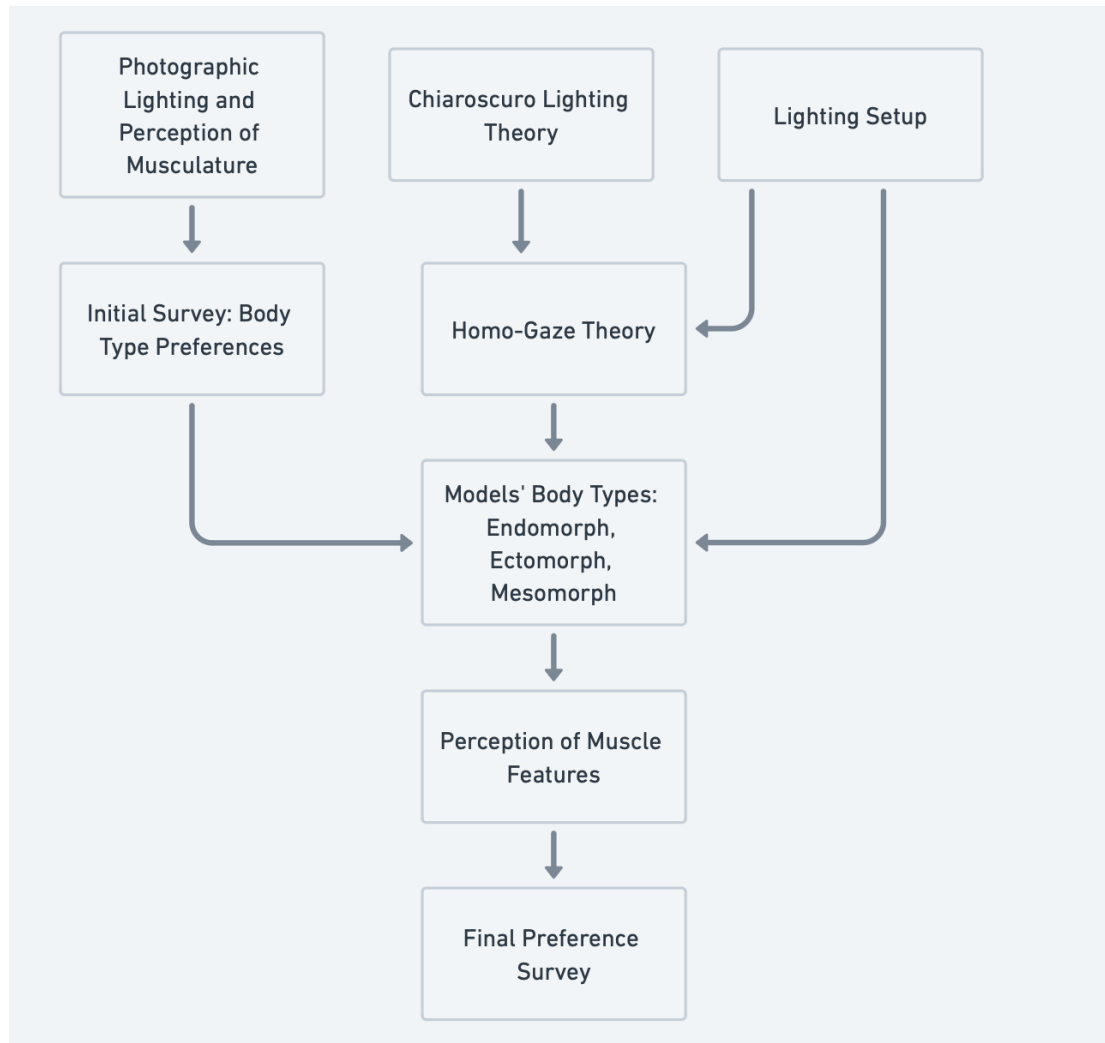 Photographic
Lighting and
Perception of
Musculature
Chiaroscuro Lighting
Theory
Lighting Setup
Initial Survey: Body
Type Preferences
Homo-Gaze Theory
Models' Body Types:
Endomorph,
Ectomorph,
Mesomorph
Perception of Muscle
Features
Final Preference
Survey